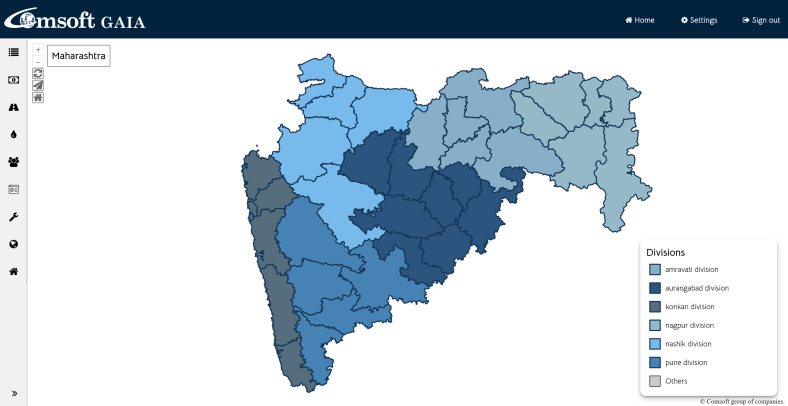 Comsoft GAIA
Home
Settings
Sign out
+
−
Maharashtra
Divisions
amravati division
aurangabad division
konkan division
nagpur division
nashik division
pune division
Others
© Comsoft group of companies.